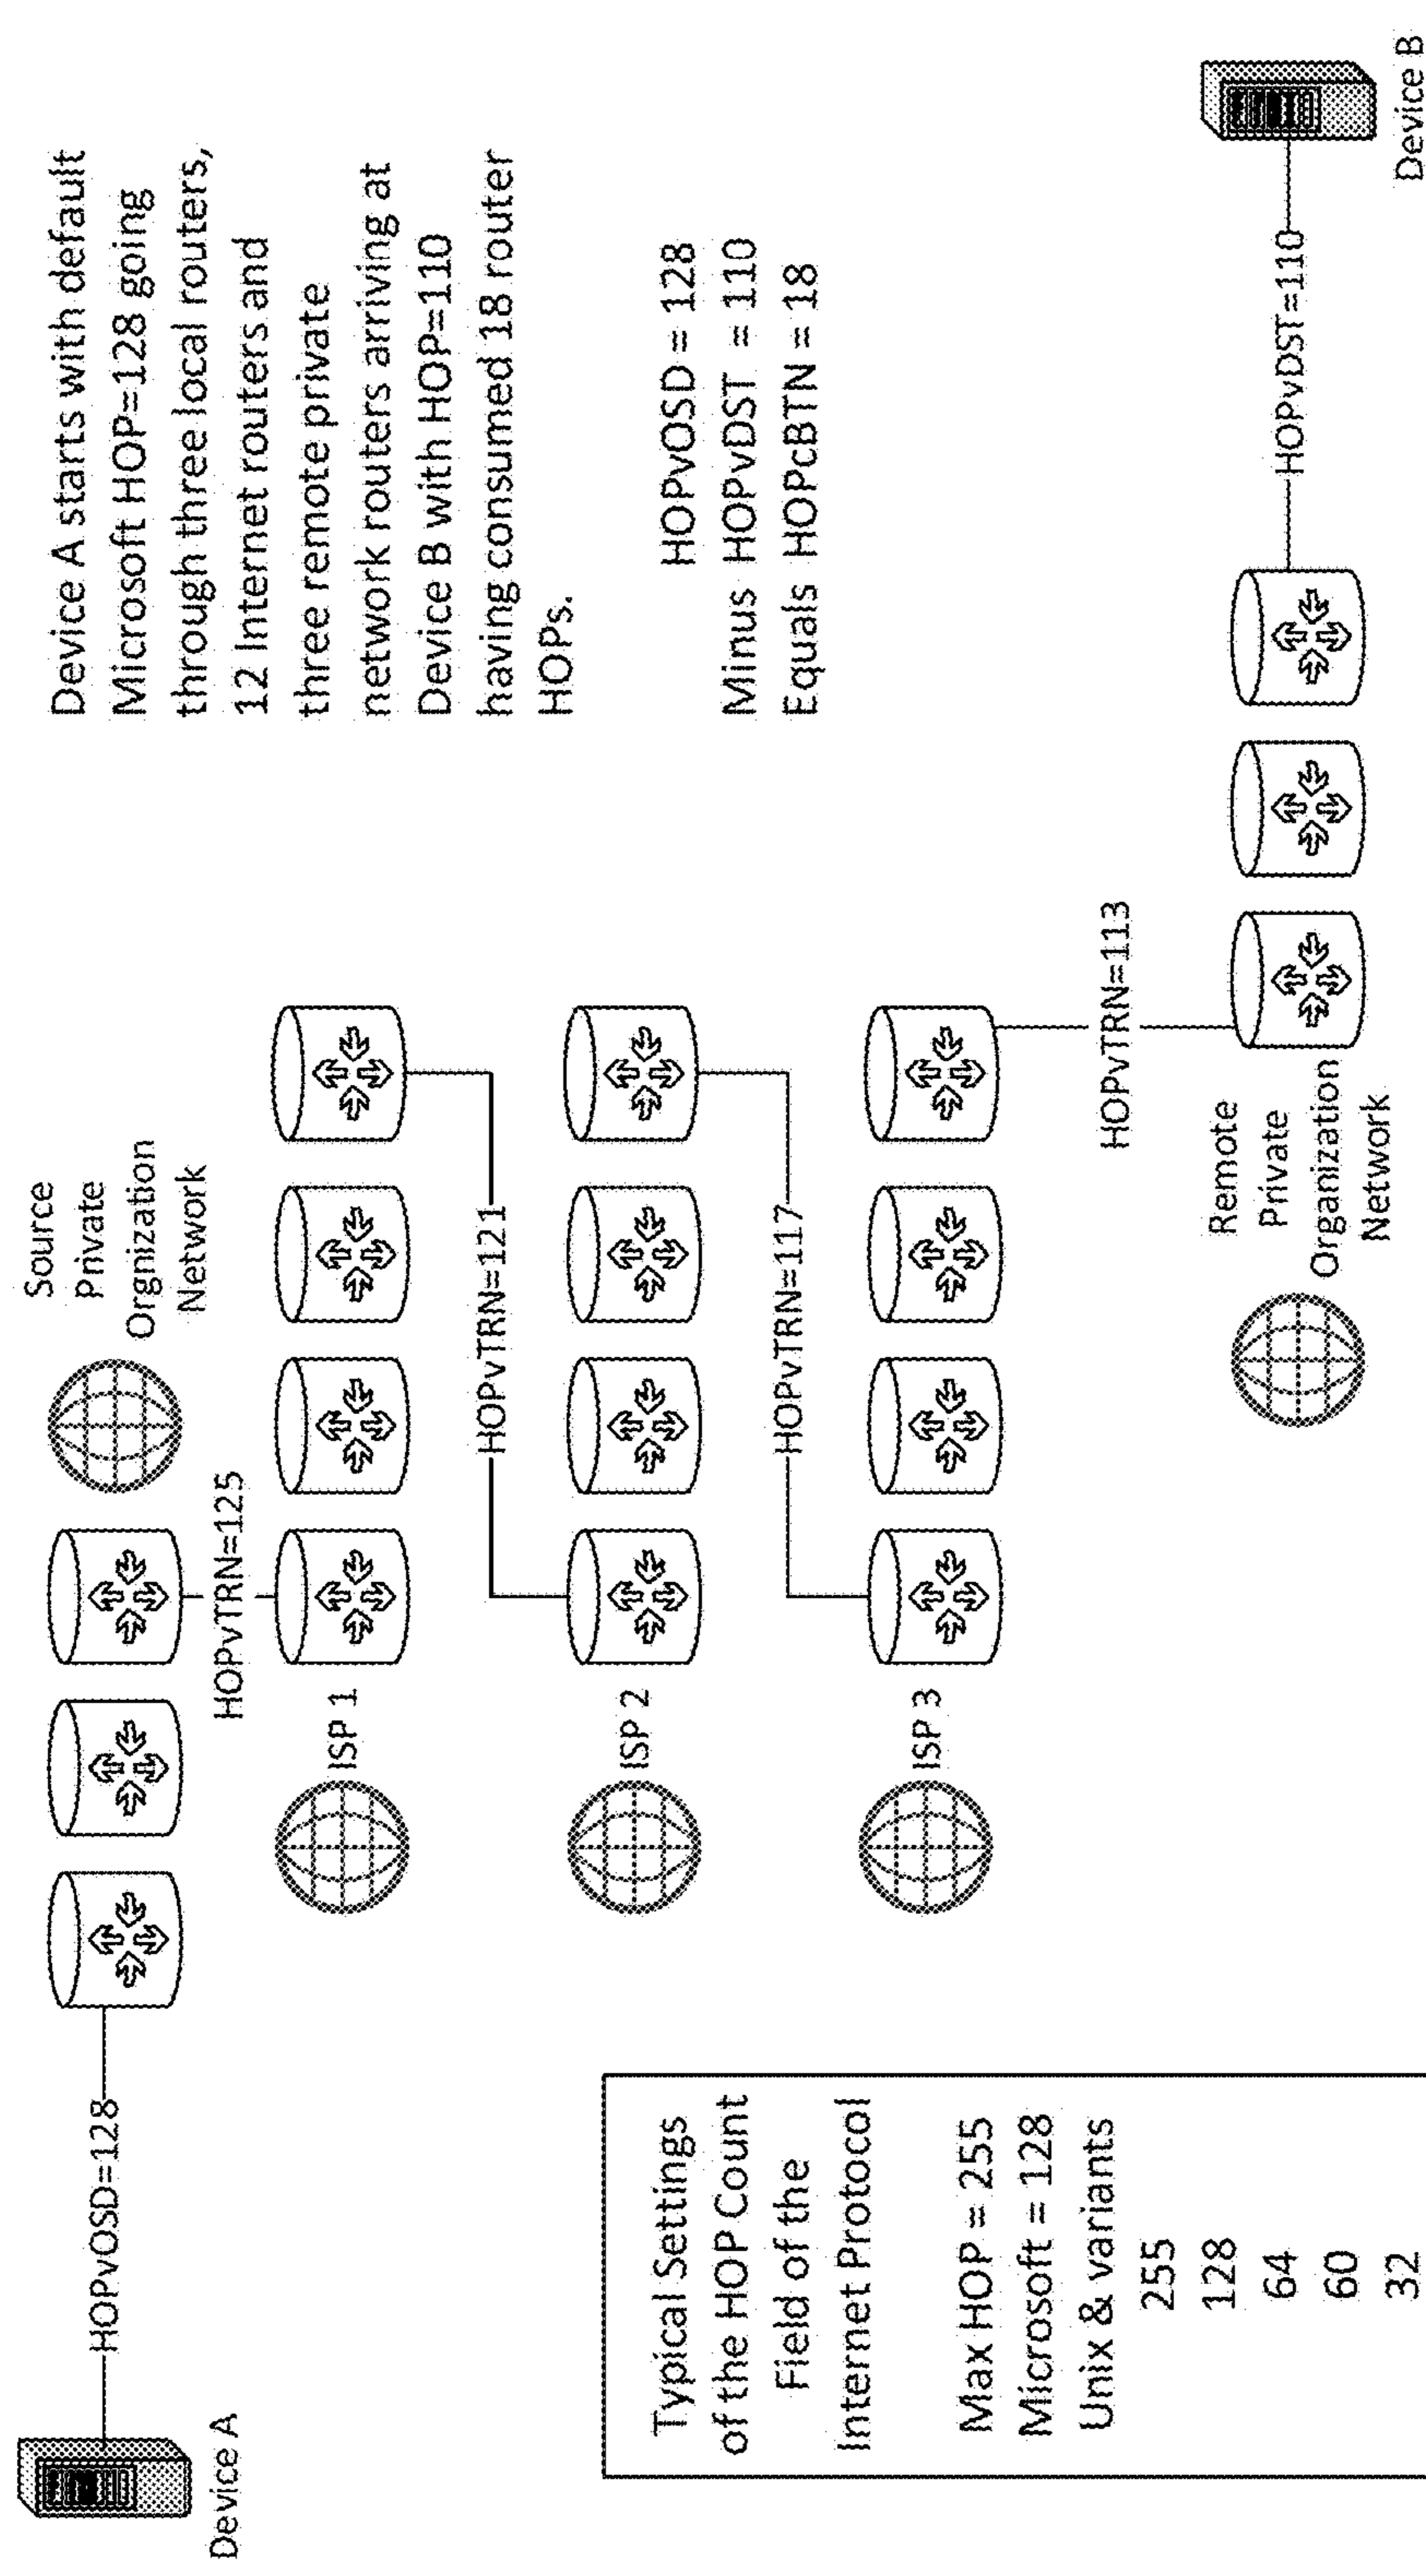 Device A
HOPvOSD=128
Source
Private
Orgnization
Network
HOPvTRN=125
ISP 1
HOPvTRN=121
ISP 2
HOPvTRN=117
ISP 3
HOPvTRN=113
Remote
Private
Organization
Network
HOPvDST=110
Device B
Device A starts with default
Microsoft HOP=128 going
through three local routers,
12 Internet routers and
three remote private
network routers arriving at
Device B with HOP=110
having consumed 18 router
HOPs.
HOPvOSD = 128
Minus HOPvDST = 110
Equals HOPcBTN = 18
Typical Settings
of the HOP Count
Field of the
Internet Protocol
Max HOP = 255
Microsoft = 128
Unix & variants
255
128
64
60
32